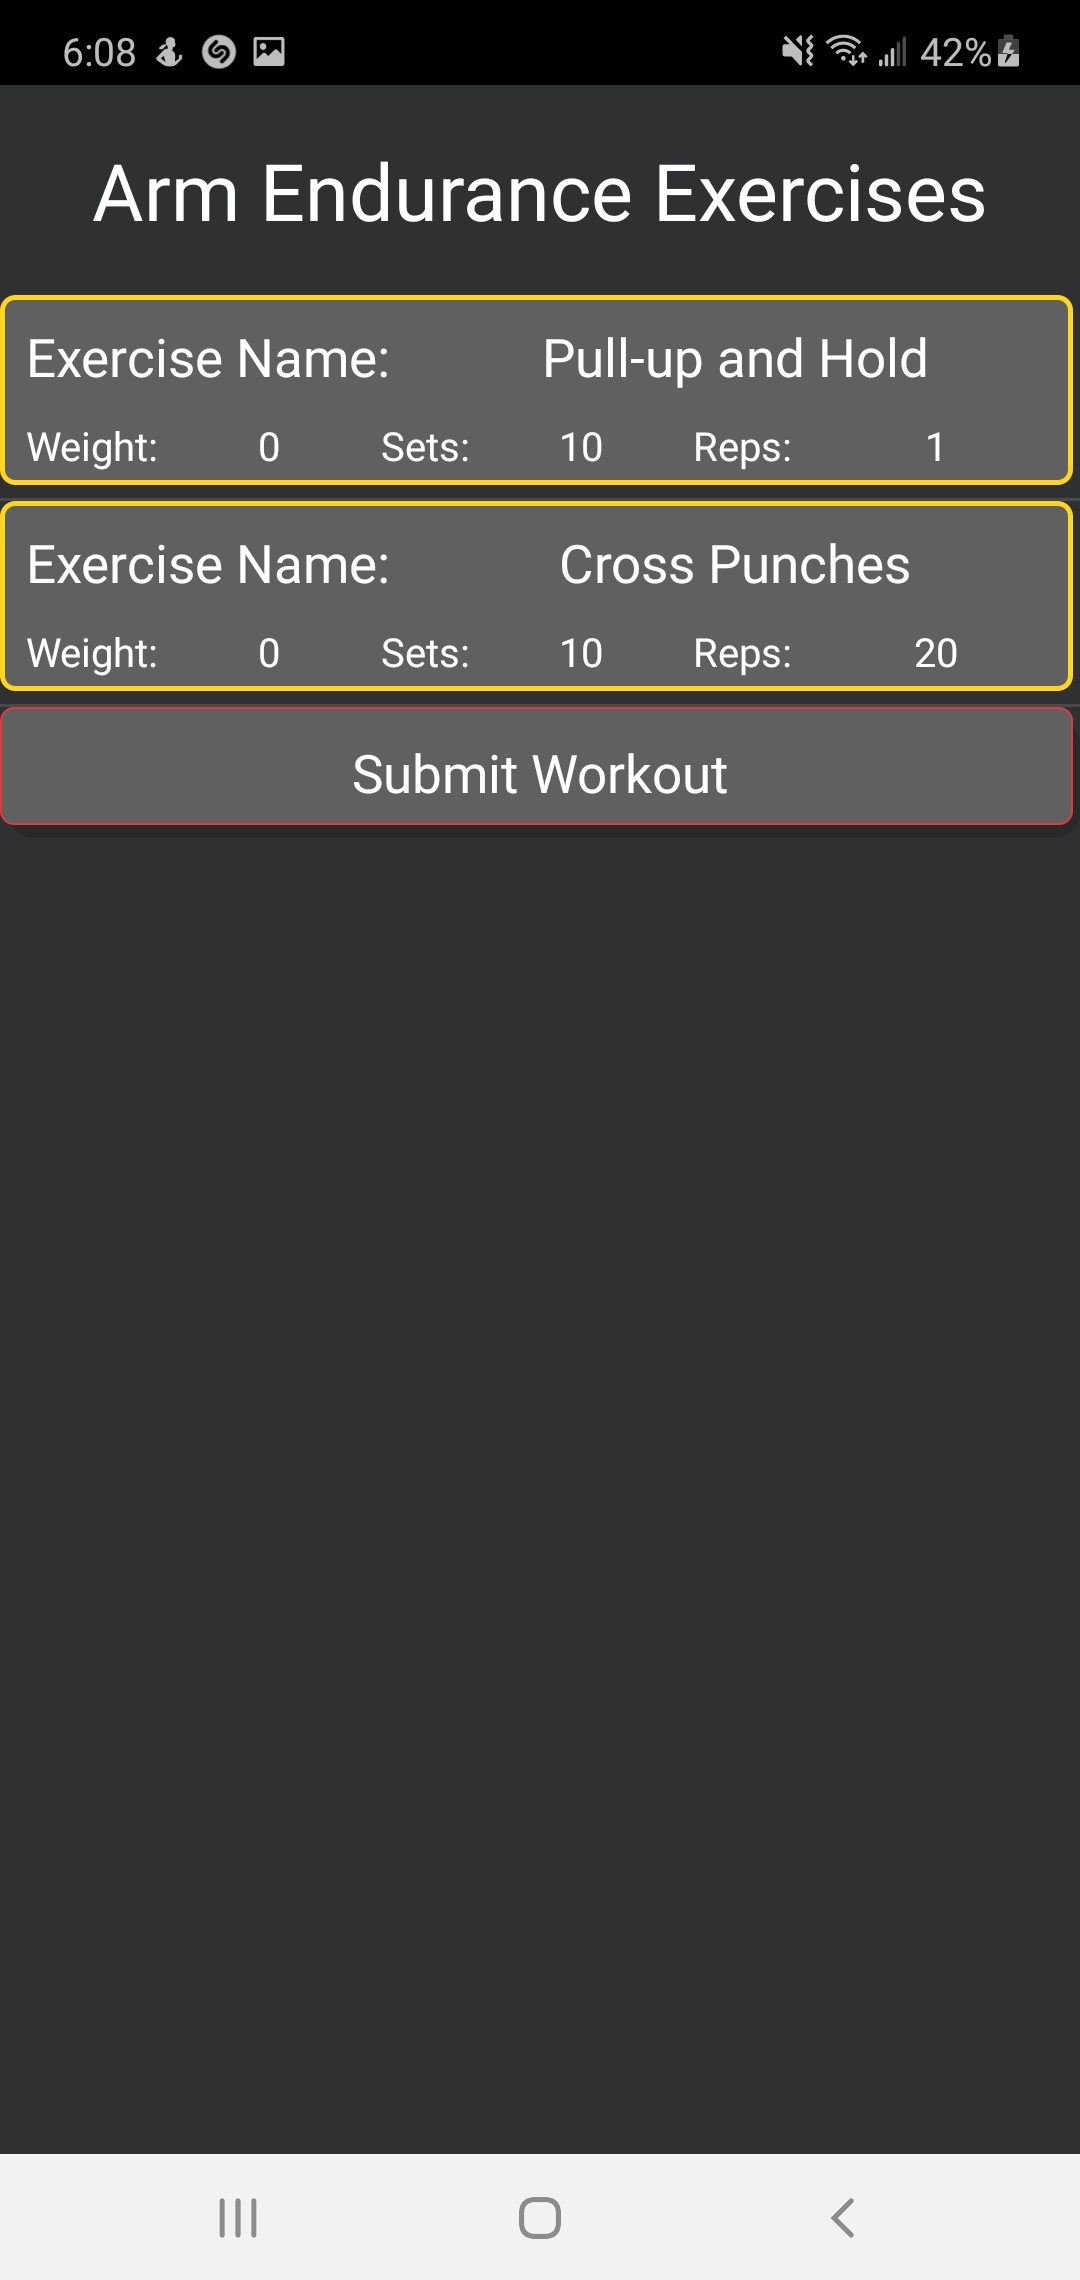 6:08 42%
Arm Endurance Exercises
Exercise Name: Pull-up and Hold
Weight: 0 Sets: 10 Reps: 1
Exercise Name: Cross Punches
Weight: 0 Sets: 10 Reps: 20
Submit Workout